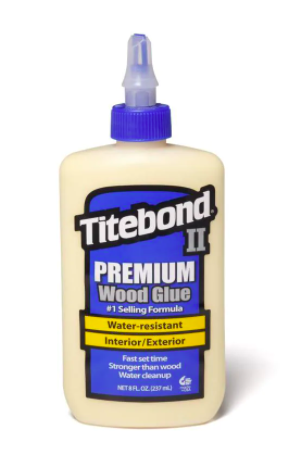 Titebond
II
PREMIUM
Wood Glue
#1 Selling Formula
Water-resistant
Interior/Exterior
Fast set time
Stronger than wood
Water cleanup
NET 8 FL. OZ. (237 mL)